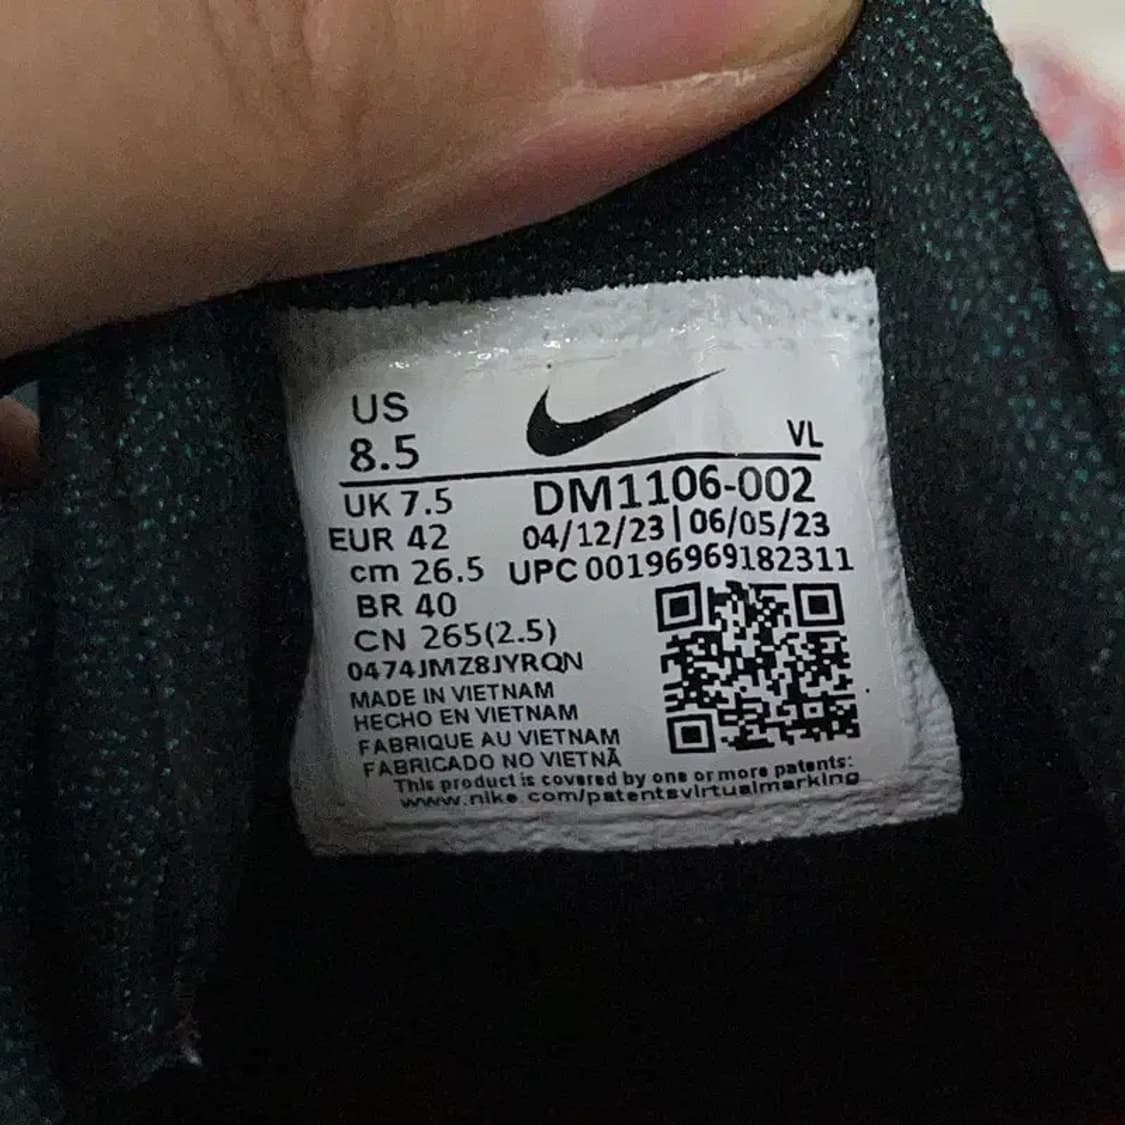 US
8.5
VL
UK 7.5
DM1106-002
EUR 42
04/12/23|06/05/23
cm 26.5
UPC 00196969182311
BR 40
CN 265(2.5)
0474JMZ8JYRQN
MADE IN VIETNAM
HECHO EN VIETNAM
FABRIQUE AU VIETNAM
FABRICADO NO VIETNÃ
This product is covered by one or more patents:
www.nike.com/patentsvirtualmarking